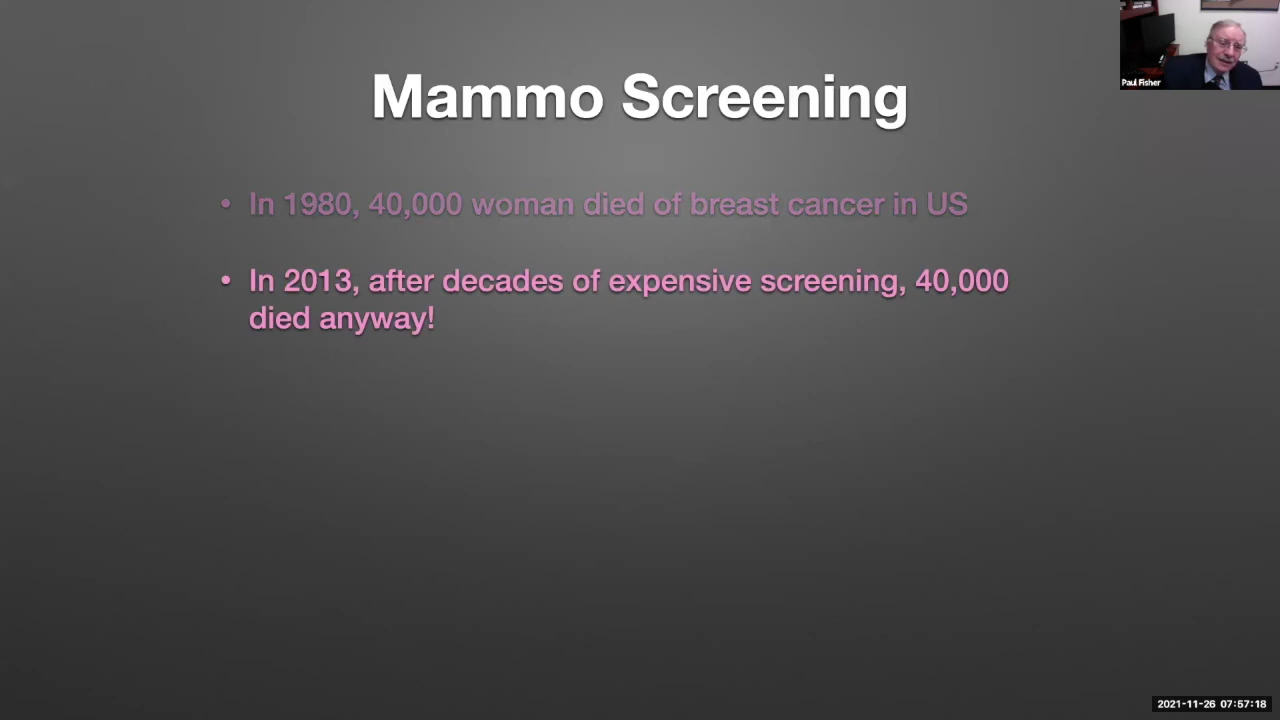 Mammo Screening
Paul Fisher
• In 1980, 40,000 woman died of breast cancer in US
• In 2013, after decades of expensive screening, 40,000
died anyway!
2021-11-26 07:57:18